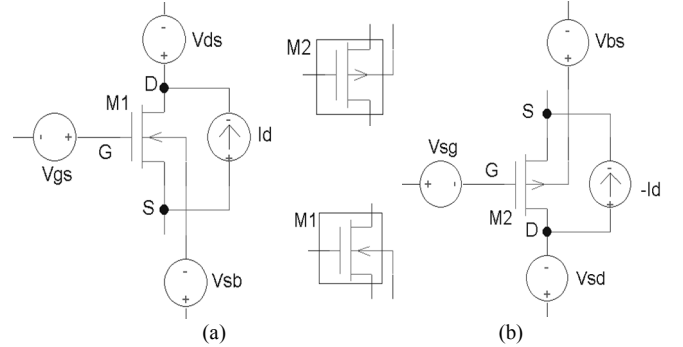 Vds
-
+
D
M1
-
+
Id
-
+
G
Vgs
S
-
+
Vsb
(a)
M2
M1
-
+
Vbs
S
Vsg
+
-
G
M2
-
+
-Id
D
-
+
Vsd
(b)